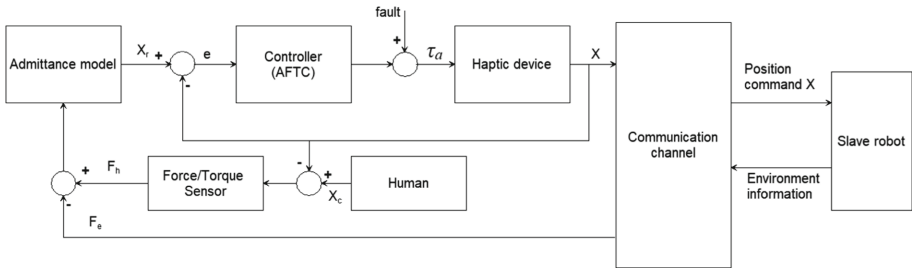 fault
Admittance model
Xr
+
-
e
Controller
(AFTC)
+
τa
Haptic device
X
Communication
channel
Position
command X
Slave robot
Environment
information
+
-
Fh
Force/Torque
Sensor
-
+
Xc
Human
Fe